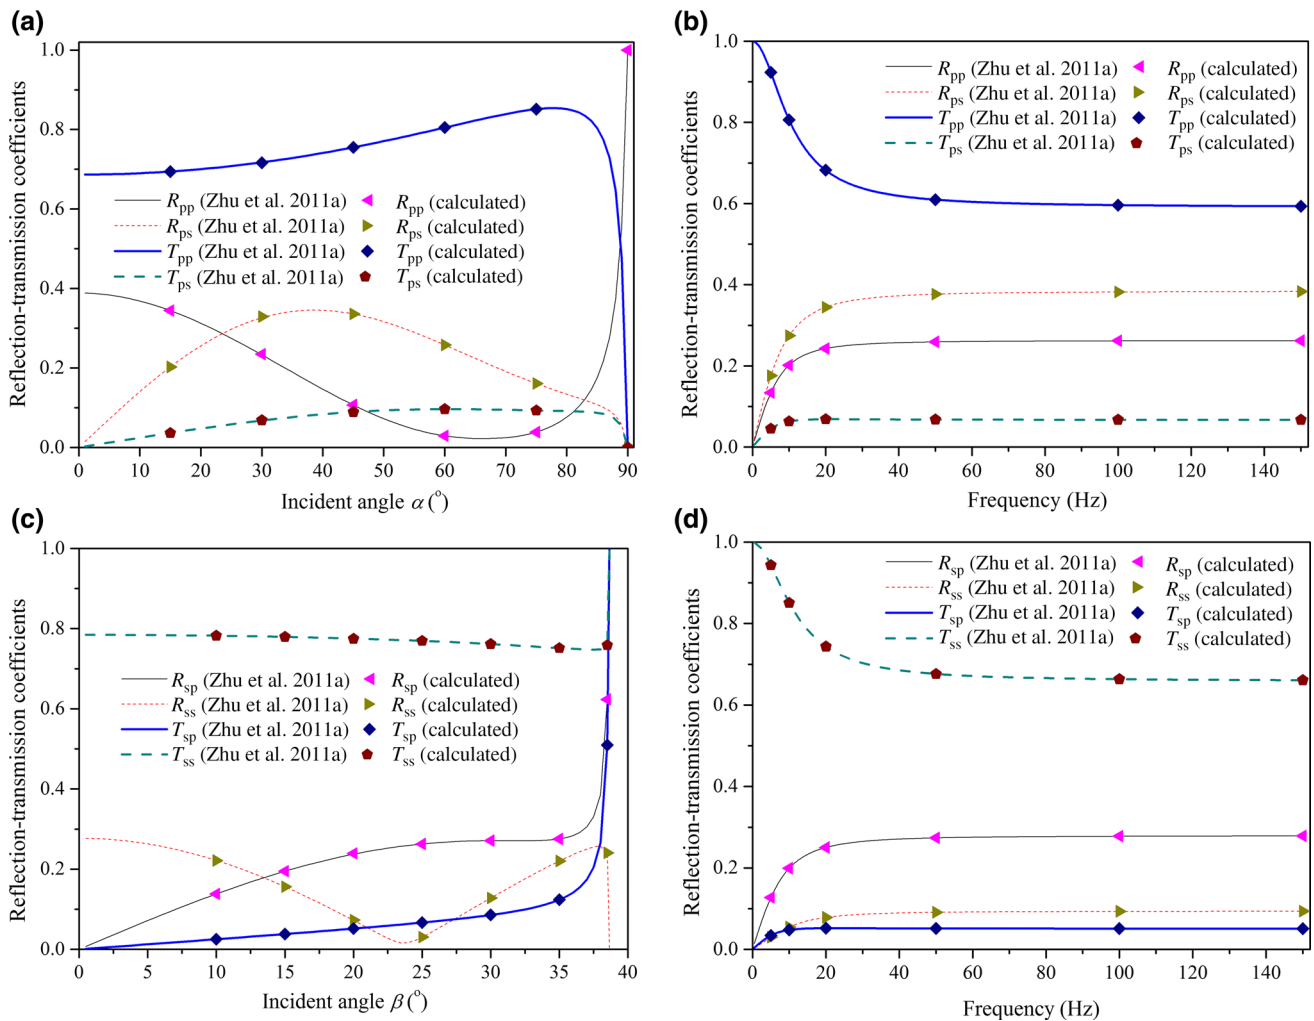 (a)
Reflection-transmission coefficients
1.0
0.8
0.6
0.4
0.2
0.0
Rpp (Zhu et al. 2011a) Rpp (calculated)
Rps (Zhu et al. 2011a) Rps (calculated)
Tpp (Zhu et al. 2011a) Tpp (calculated)
Tps (Zhu et al. 2011a) Tps (calculated)
0 10 20 30 40 50 60 70 80 90
Incident angle α (°)
(b)
Reflection-transmission coefficients
1.0
0.8
0.6
0.4
0.2
0.0
Rpp (Zhu et al. 2011a) Rpp (calculated)
Rps (Zhu et al. 2011a) Rps (calculated)
Tpp (Zhu et al. 2011a) Tpp (calculated)
Tps (Zhu et al. 2011a) Tps (calculated)
0 20 40 60 80 100 120 140
Frequency (Hz)
(c)
Reflection-transmission coefficients
1.0
0.8
0.6
0.4
0.2
0.0
Rsp (Zhu et al. 2011a) Rsp (calculated)
Rss (Zhu et al. 2011a) Rss (calculated)
Tsp (Zhu et al. 2011a) Tsp (calculated)
Tss (Zhu et al. 2011a) Tss (calculated)
0 5 10 15 20 25 30 35 40
Incident angle β (°)
(d)
Reflection-transmission coefficients
1.0
0.8
0.6
0.4
0.2
0.0
Rsp (Zhu et al. 2011a) Rsp (calculated)
Rss (Zhu et al. 2011a) Rss (calculated)
Tsp (Zhu et al. 2011a) Tsp (calculated)
Tss (Zhu et al. 2011a) Tss (calculated)
0 20 40 60 80 100 120 140
Frequency (Hz)